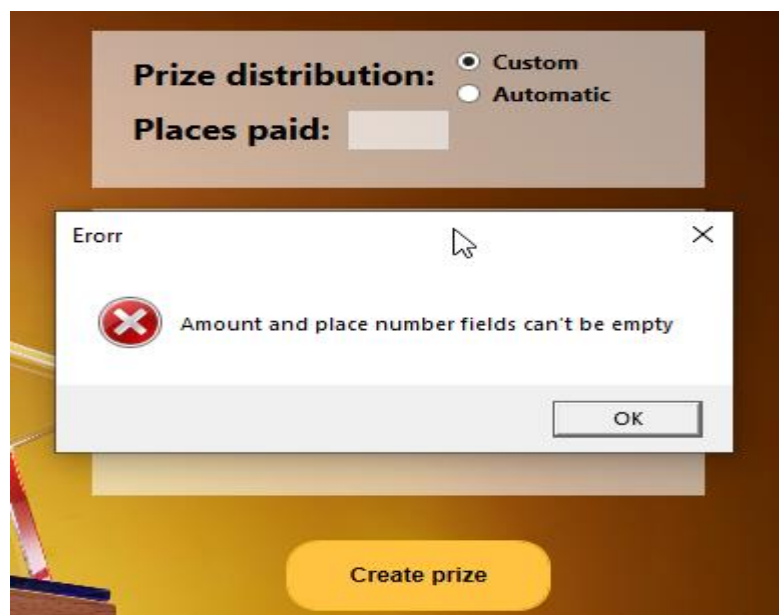 Prize distribution:
Custom
Automatic
Places paid:
Erorr
Amount and place number fields can't be empty
OK
Create prize